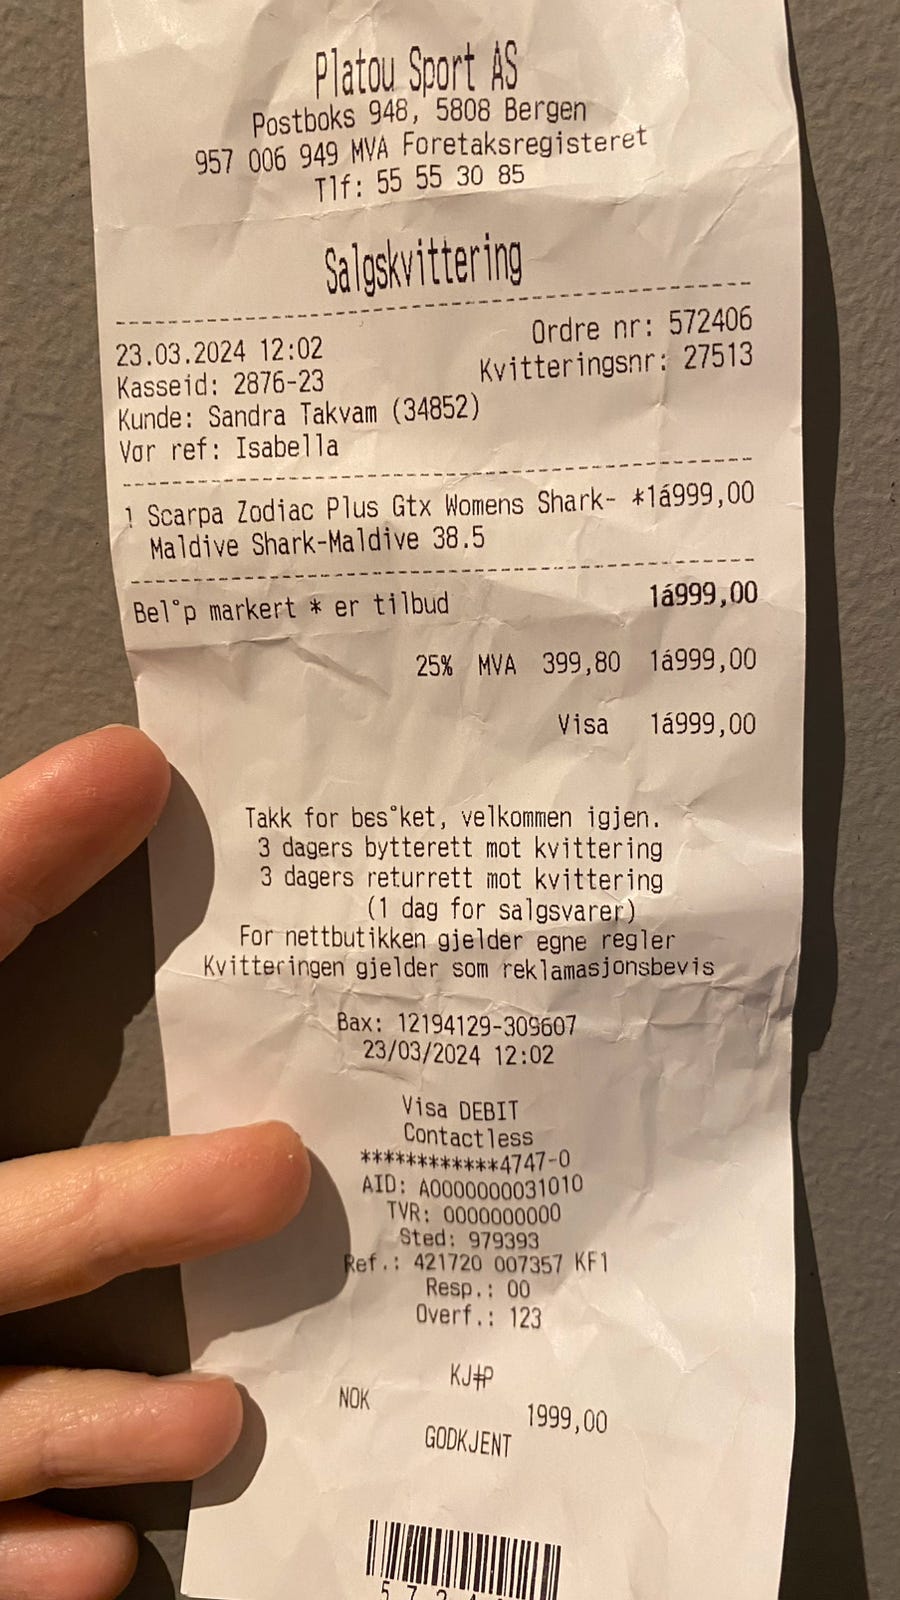 Platou Sport AS
Postboks 948, 5808 Bergen
957 006 949 MVA Foretaksregisteret
Tlf: 55 55 30 85
Salgskvittering
23.03.2024 12:02 Ordre nr: 572406
Kasseid: 2876-23 Kvitteringsnr: 27513
Kunde: Sandra Takvam (34852)
Vor ref: Isabella
1 Scarpa Zodiac Plus Gtx Womens Shark- *1á999,00
Maldive Shark-Maldive 38.5
Bel°p markert * er tilbud 1á999,00
25% MVA 399,80 1á999,00
Visa 1á999,00
Takk for bes°ket, velkommen igjen.
3 dagers bytterett mot kvittering
3 dagers returrett mot kvittering
(1 dag for salgsvarer)
For nettbutikken gjelder egne regler
Kvitteringen gjelder som reklamasjonsbevis
Bax: 12194129-309607
23/03/2024 12:02
Visa DEBIT
Contactless
************4747-0
AID: A0000000031010
TVR: 0000000000
Sted: 979393
Ref.: 421720 007357 KF1
Resp.: 00
Overf.: 123
KJ╪P
NOK 1999,00
GODKJENT